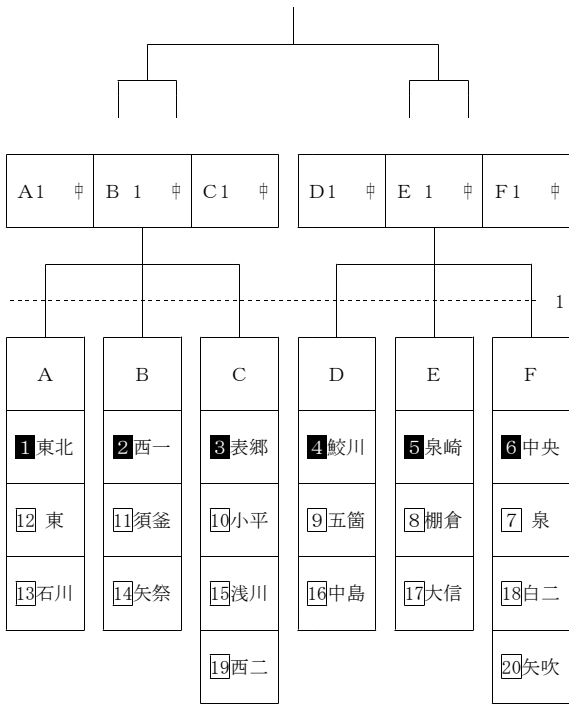 A1 中 B 1 中 C1 中 D1 中 E 1 中 F1 中
1
A B C D E F
1東北 2西一 3表郷 4鮫川 5泉崎 6中央
12 東 11須釜 10小平 9五箇 8棚倉 7 泉
13石川 14矢祭 15浅川 16中島 17大信 18白二
19西二 20矢吹